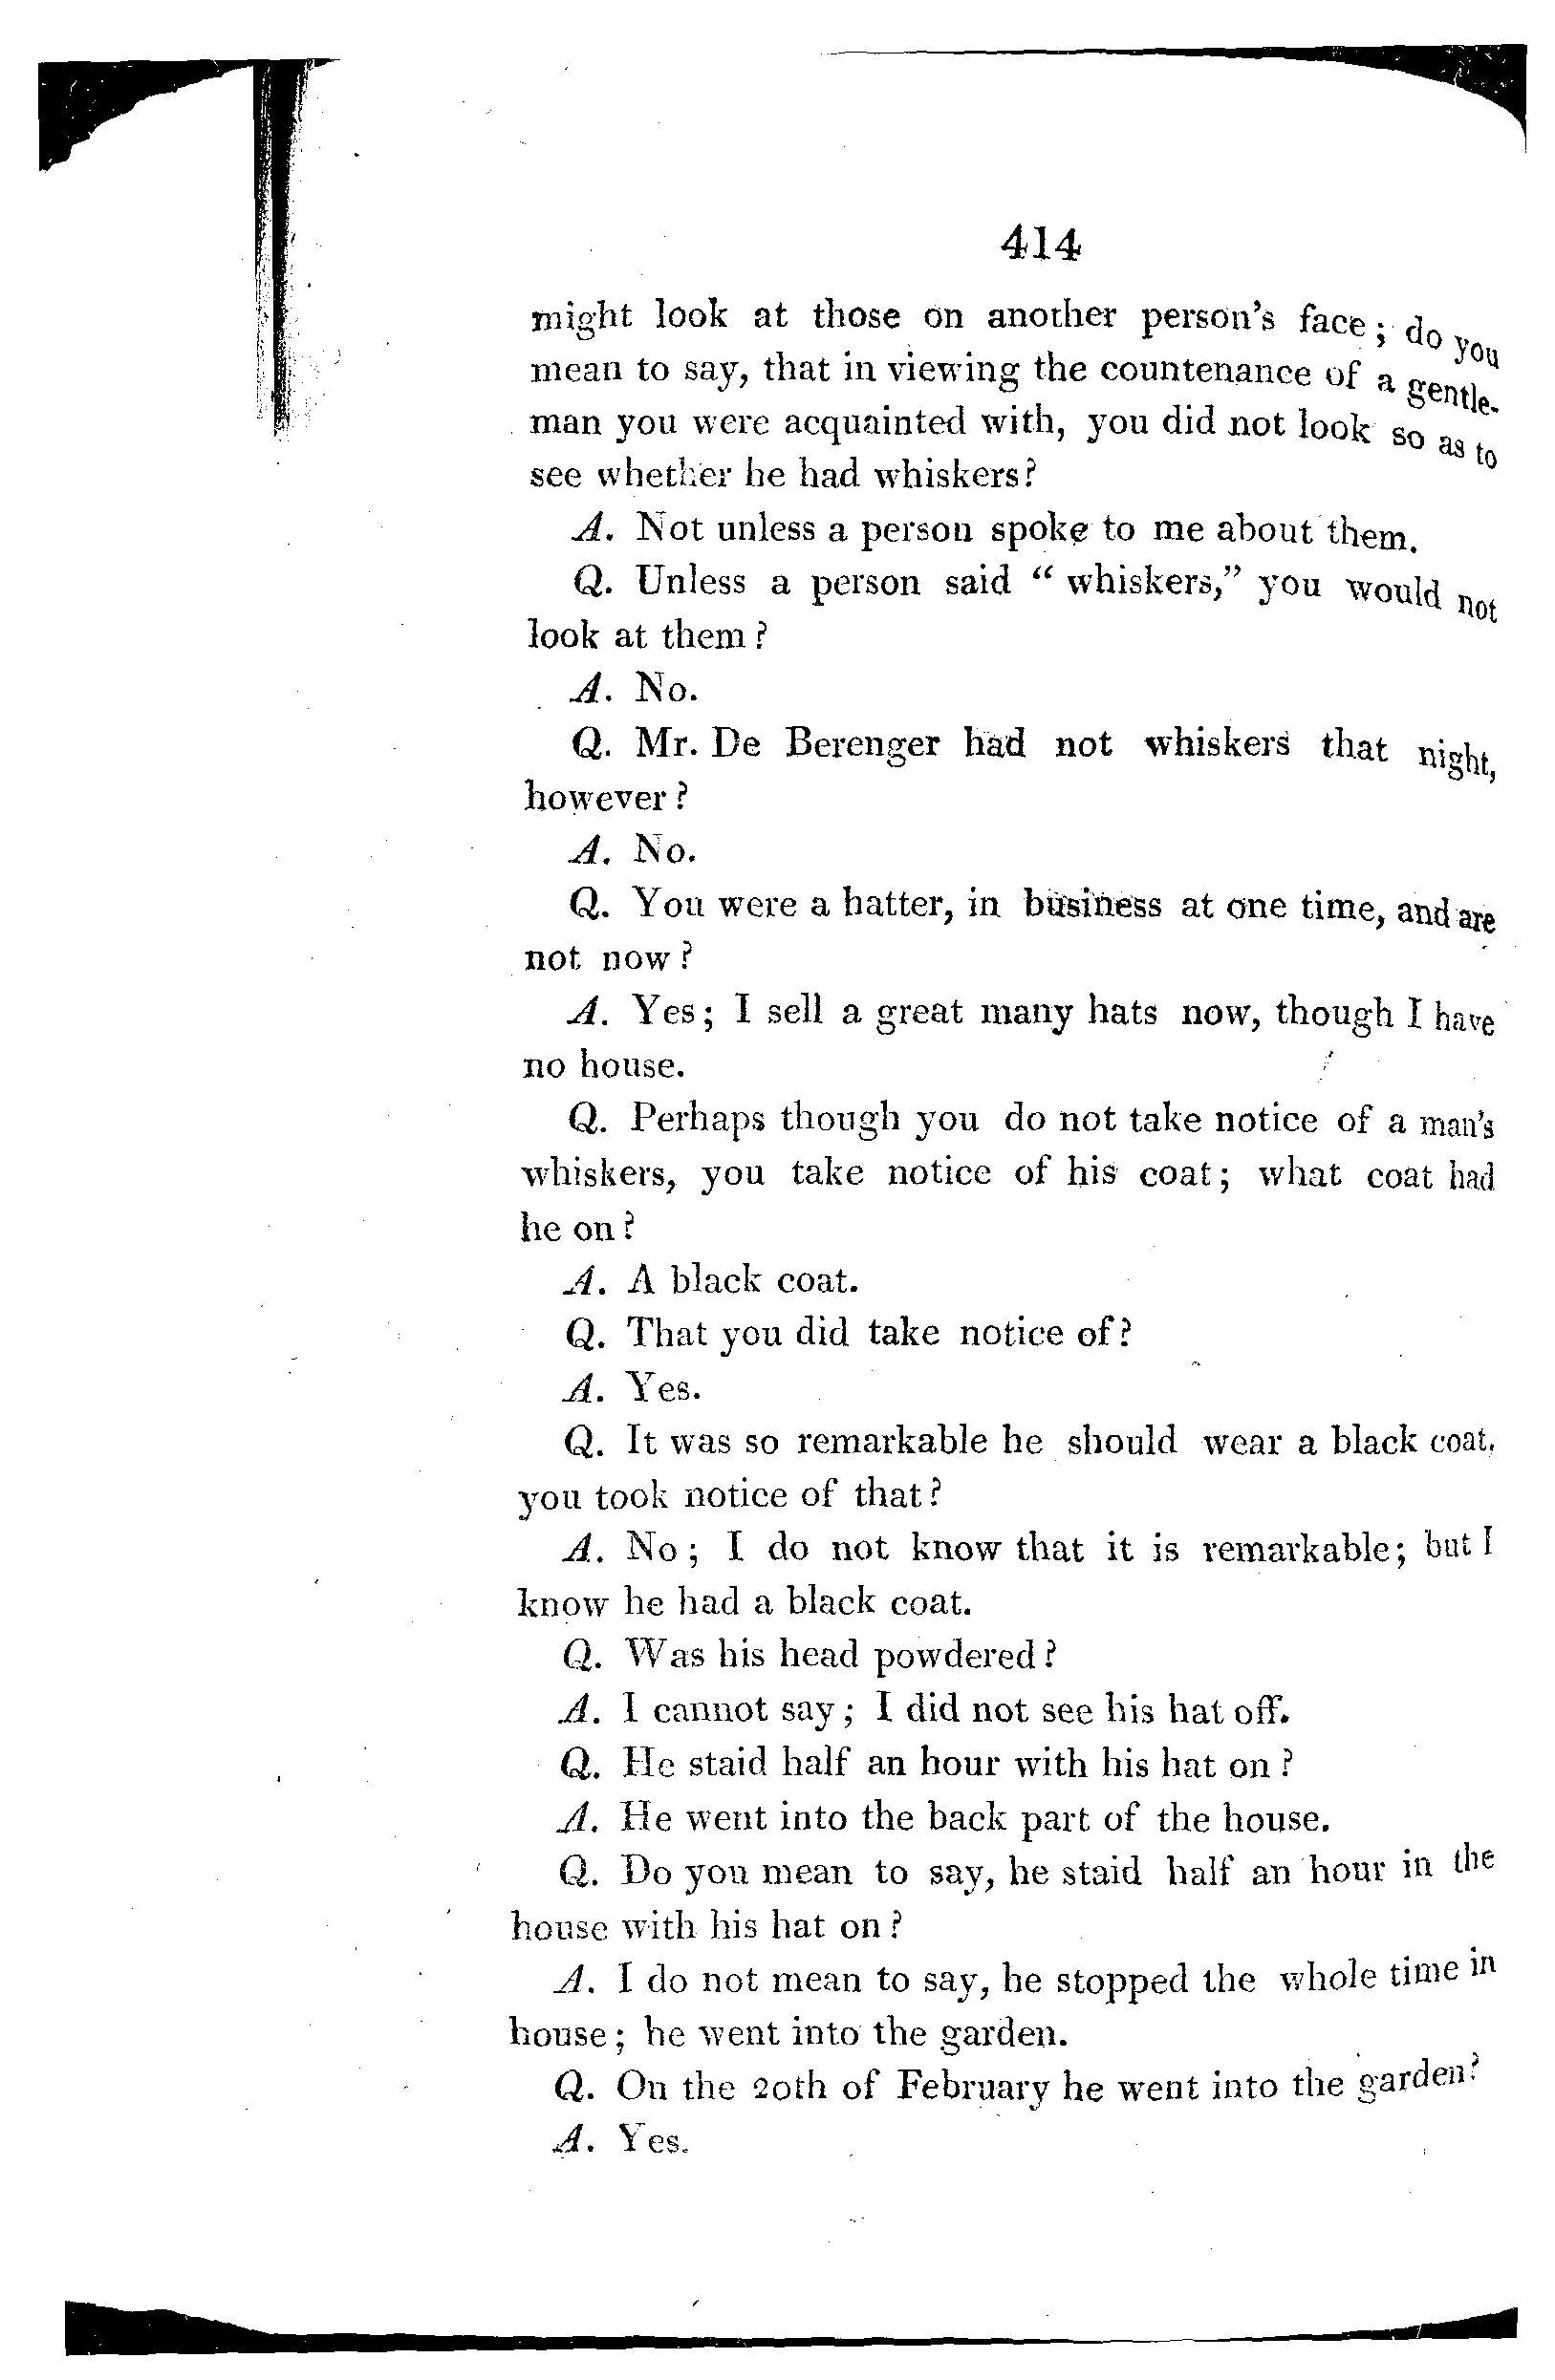 414
might look at those on another person's face; do you
mean to say, that in viewing the countenance of a gentle-
man you were acquainted with, you did not look so as to
see whether he had whiskers?
A. Not unless a person spoke to me about them.
Q. Unless a person said "whiskers," you would not
look at them?
A. No.
Q. Mr. De Berenger had not whiskers that night,
however?
A. No.
Q. You were a hatter, in business at one time, and are
not now?
A. Yes; I sell a great many hats now, though I have
no house.
Q. Perhaps though you do not take notice of a man's
whiskers, you take notice of his coat; what coat had
he on?
A. A black coat.
Q. That you did take notice of?
A. Yes.
Q. It was so remarkable he should wear a black coat,
you took notice of that?
A. No; I do not know that it is remarkable; but I
know he had a black coat.
Q. Was his head powdered?
A. I cannot say; I did not see his hat off.
Q. He staid half an hour with his hat on?
A. He went into the back part of the house.
Q. Do you mean to say, he staid half an hour in the
house with his hat on?
A. I do not mean to say, he stopped the whole time in
house; he went into the garden.
Q. On the 20th of February he went into the garden?
A. Yes.